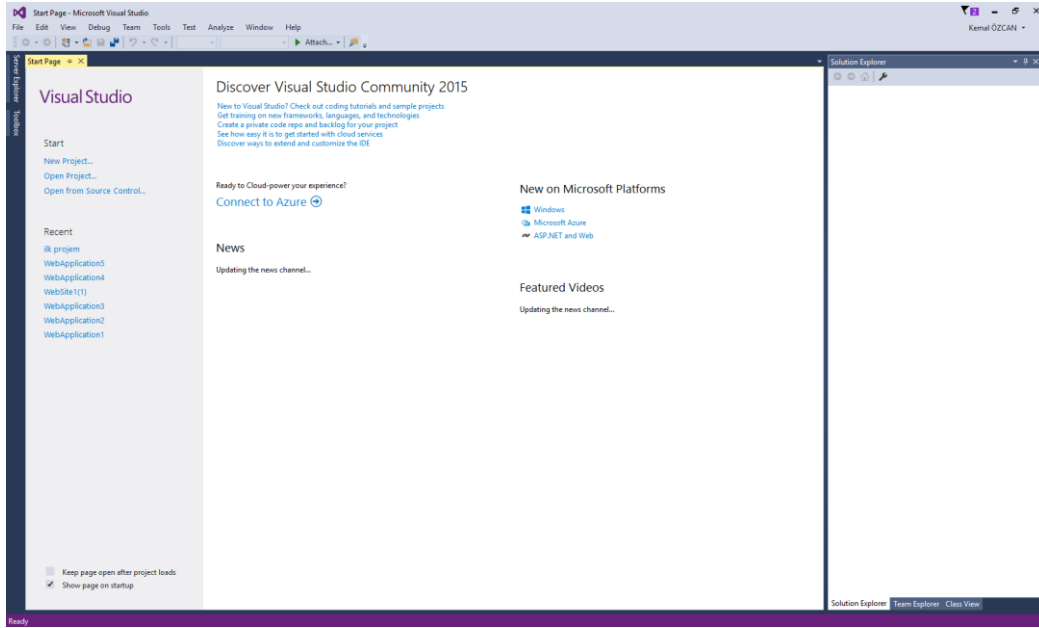 Start Page - Microsoft Visual Studio
2
File Edit View Debug Team Tools Test Analyze Window Help
Kemal ÖZCAN
Attach...
Server Explorer
Toolbox
Start Page
Solution Explorer
Visual Studio
Start
New Project...
Open Project...
Open from Source Control...
Recent
ilk projem
WebApplication5
WebApplication4
WebSite1(1)
WebApplication3
WebApplication2
WebApplication1
Keep page open after project loads
Show page on startup
Discover Visual Studio Community 2015
New to Visual Studio? Check out coding tutorials and sample projects
Get training on new frameworks, languages, and technologies
Create a private code repo and backlog for your project
See how easy it is to get started with cloud services
Discover ways to extend and customize the IDE
Ready to Cloud-power your experience?
Connect to Azure
News
Updating the news channel...
New on Microsoft Platforms
Windows
Microsoft Azure
ASP.NET and Web
Featured Videos
Updating the news channel...
Solution Explorer Team Explorer Class View
Ready